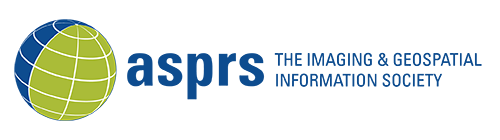 asprs
THE IMAGING & GEOSPATIAL
INFORMATION SOCIETY